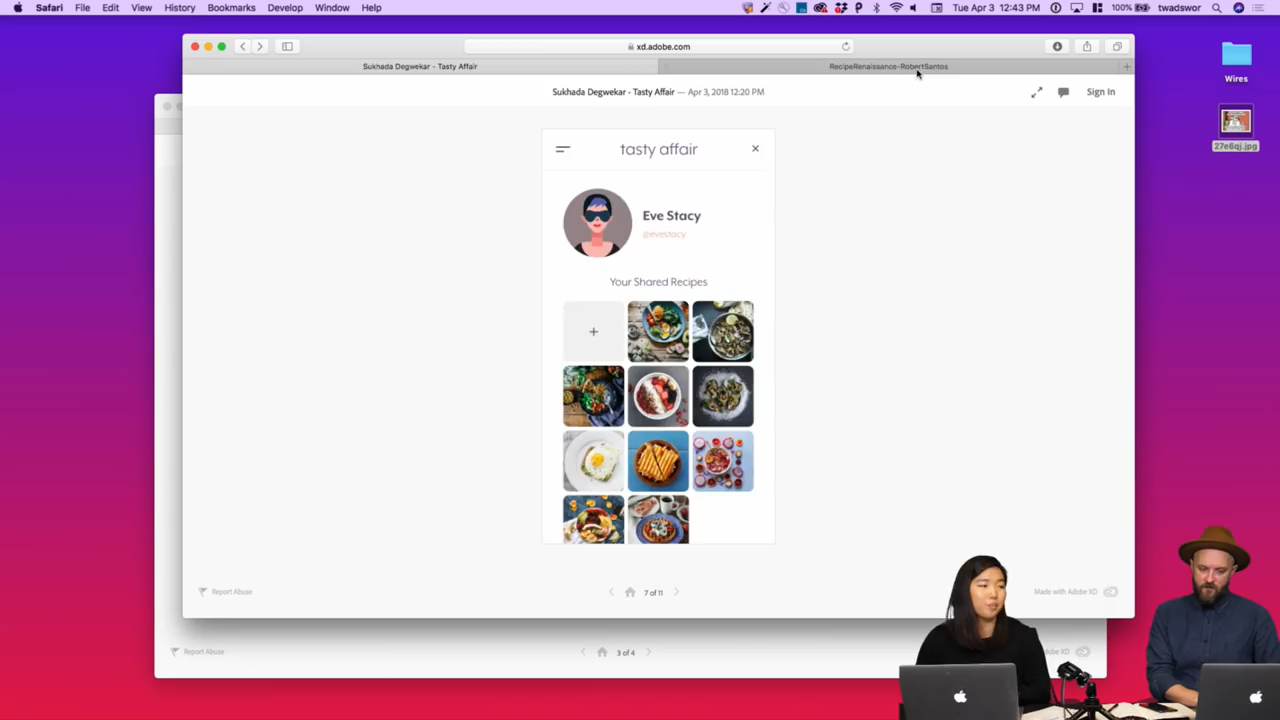 Safari File Edit View History Bookmarks Develop Window Help 100% Tue Apr 3 12:43 PM twadswor
xd.adobe.com
Sukhada Degwekar - Tasty Affair RecipeRenaissance-RobertSantos
Sukhada Degwekar - Tasty Affair — Apr 3, 2018 12:20 PM Sign In
Wires
27e6qj.jpg
tasty affair
Eve Stacy
@evestacy
Your Shared Recipes
Report Abuse 7 of 11 Made with Adobe XD
Report Abuse 3 of 4 Adobe XD